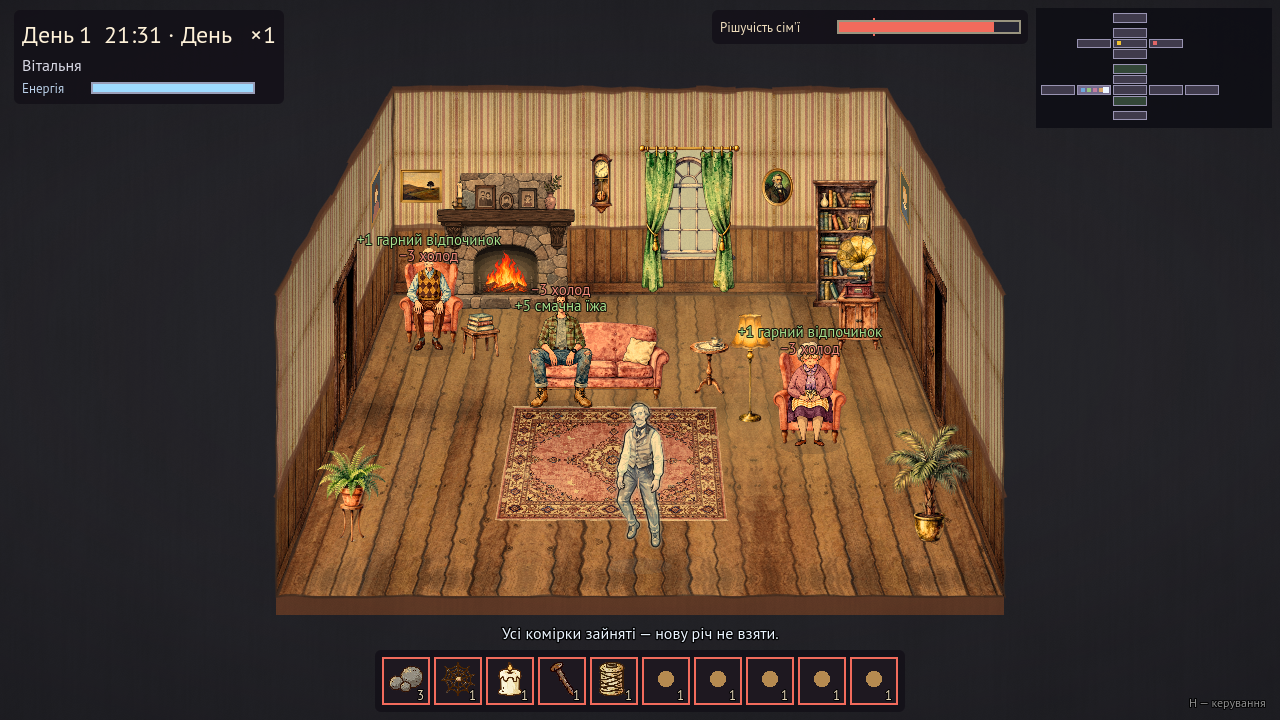 День 1 21:31 · День ×1
Вітальня
Енергія
Рішучість сім'ї
+1 гарний відпочинок
−3 холод
−3 холод
+5 смачна їжа
+1 гарний відпочинок
−3 холод
Усі комірки зайняті — нову річ не взяти.
3 1 1 1 1 1 1 1 1 1
H — керування